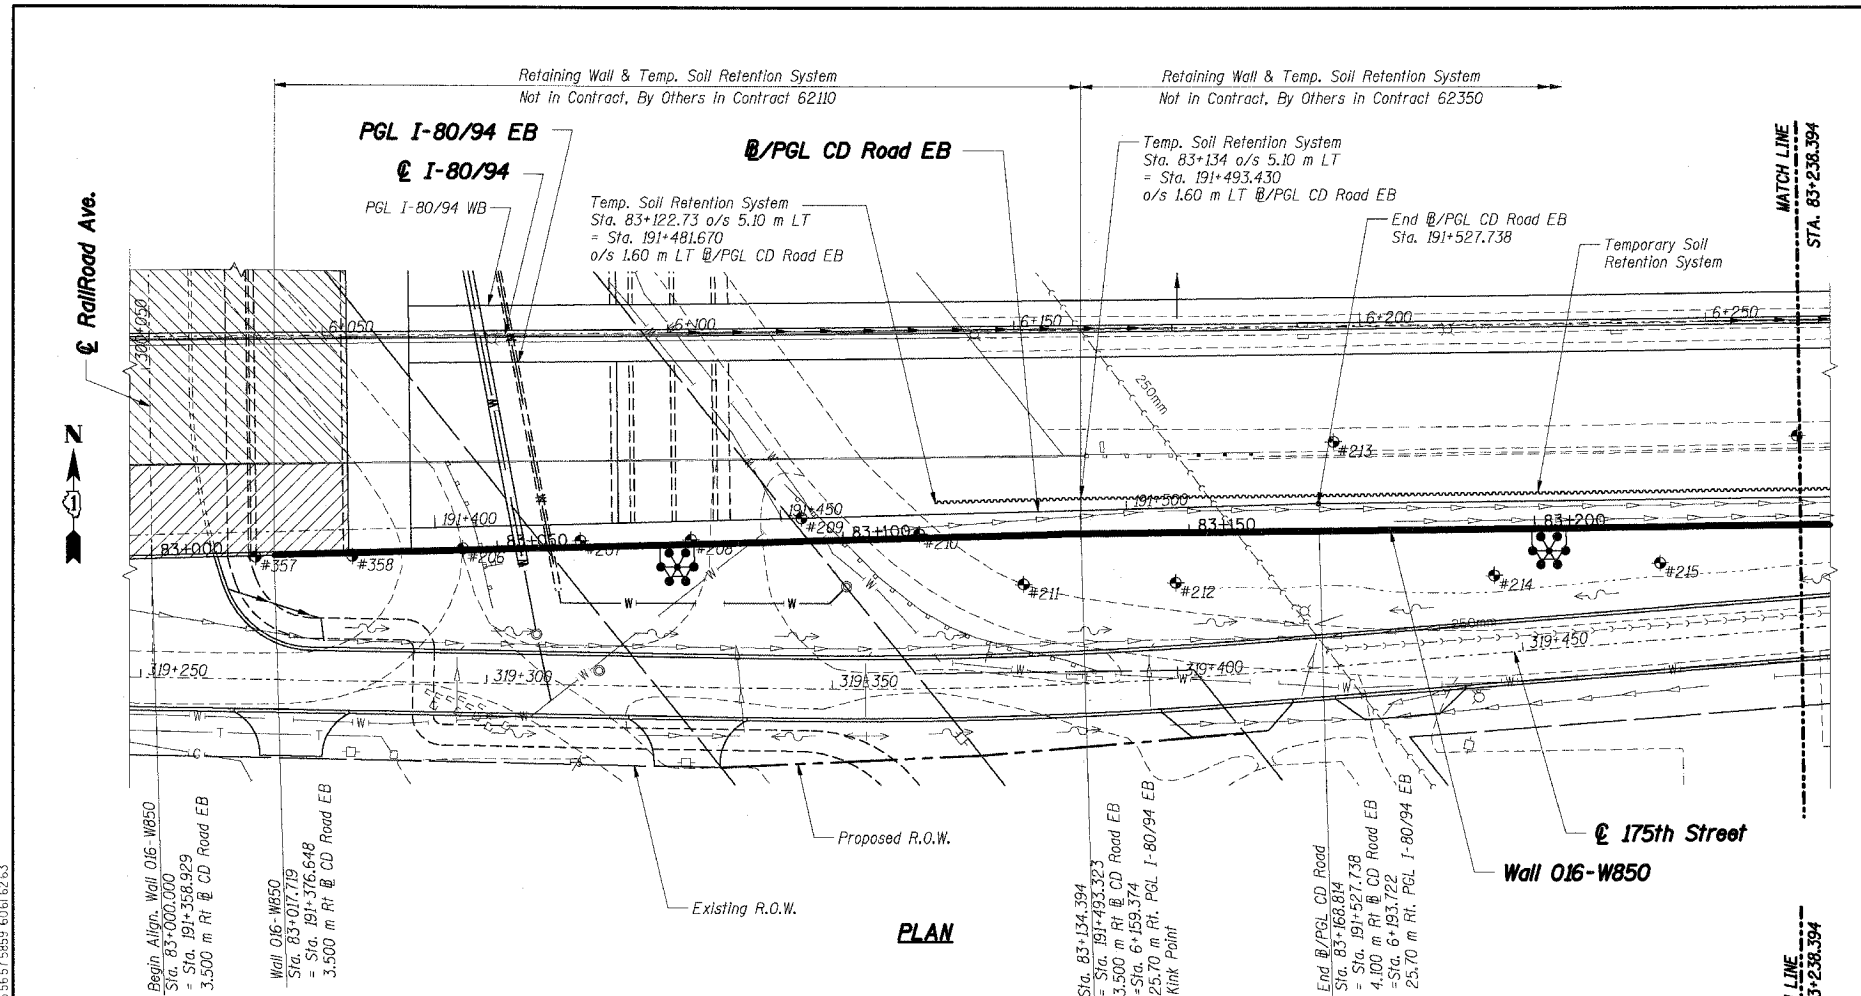 Retaining Wall & Temp. Soil Retention System
Not in Contract, By Others in Contract 62110
Retaining Wall & Temp. Soil Retention System
Not in Contract, By Others in Contract 62350
PGL I-80/94 EB
℄ I-80/94
PGL I-80/94 WB
Temp. Soil Retention System
Sta. 83+122.73 o/s 5.10 m LT
= Sta. 191+481.670
o/s 1.60 m LT B/PGL CD Road EB
B/PGL CD Road EB
Temp. Soil Retention System
Sta. 83+134 o/s 5.10 m LT
= Sta. 191+493.430
o/s 1.60 m LT B/PGL CD Road EB
End B/PGL CD Road EB
Sta. 191+527.738
Temporary Soil
Retention System
MATCH LINE
STA. 83+238.394
℄ RailRoad Ave.
N
1
300+050
6+050
6+100
6+150
6+200
6+250
250mm
#213
191+400
191+450
191+500
83+000
83+050
83+100
83+150
83+200
#357
#358
#206
#207
#208
#209
#210
#211
#212
#214
#215
W
W
W
W
250mm
319+250
319+300
319+350
319+400
319+450
Proposed R.O.W.
Existing R.O.W.
℄ 175th Street
Wall 016-W850
PLAN
Begin Align. Wall 016-W850
Sta. 83+000.000
= Sta. 191+358.929
3.500 m Rt B CD Road EB
Wall 016-W850
Sta. 83+017.719
= Sta. 191+376.648
3.500 m Rt B CD Road EB
Sta. 83+134.394
= Sta. 191+493.323
3.500 m Rt B CD Road EB
=Sta. 6+159.374
25.70 m Rt. PGL I-80/94 EB
Kink Point
End B/PGL CD Road
Sta. 83+168.814
= Sta. 191+527.738
4.100 m Rt B CD Road EB
=Sta. 6+193.722
25.70 m Rt. PGL I-80/94 EB
LINE
3+238.394